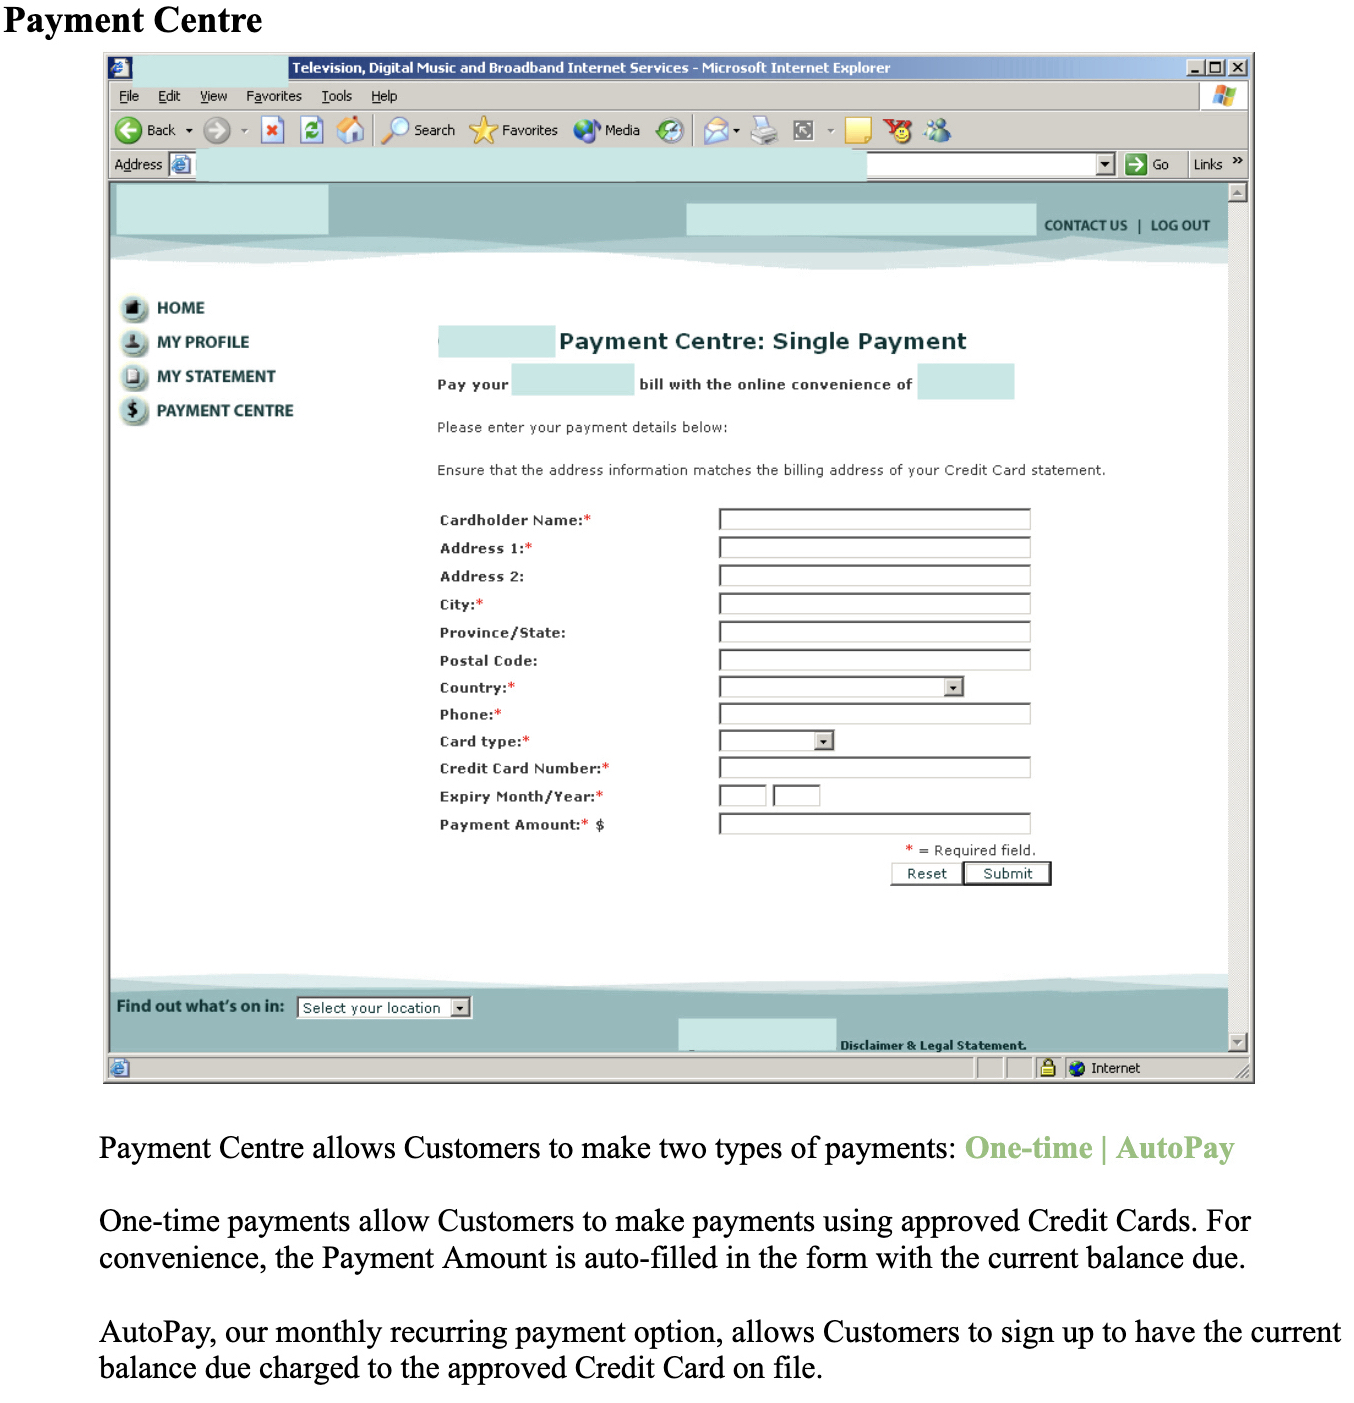 Payment Centre
Television, Digital Music and Broadband Internet Services - Microsoft Internet Explorer
File Edit View Favorites Tools Help
Back Search Favorites Media
Address Go Links »
CONTACT US | LOG OUT
HOME
MY PROFILE
MY STATEMENT
$ PAYMENT CENTRE
Payment Centre: Single Payment
Pay your bill with the online convenience of
Please enter your payment details below:
Ensure that the address information matches the billing address of your Credit Card statement.
Cardholder Name:*
Address 1:*
Address 2:
City:*
Province/State:
Postal Code:
Country:*
Phone:*
Card type:*
Credit Card Number:*
Expiry Month/Year:*
Payment Amount:* $
* = Required field.
Reset Submit
Find out what's on in: Select your location
Disclaimer & Legal Statement.
Internet
Payment Centre allows Customers to make two types of payments: One-time | AutoPay
One-time payments allow Customers to make payments using approved Credit Cards. For
convenience, the Payment Amount is auto-filled in the form with the current balance due.
AutoPay, our monthly recurring payment option, allows Customers to sign up to have the current
balance due charged to the approved Credit Card on file.